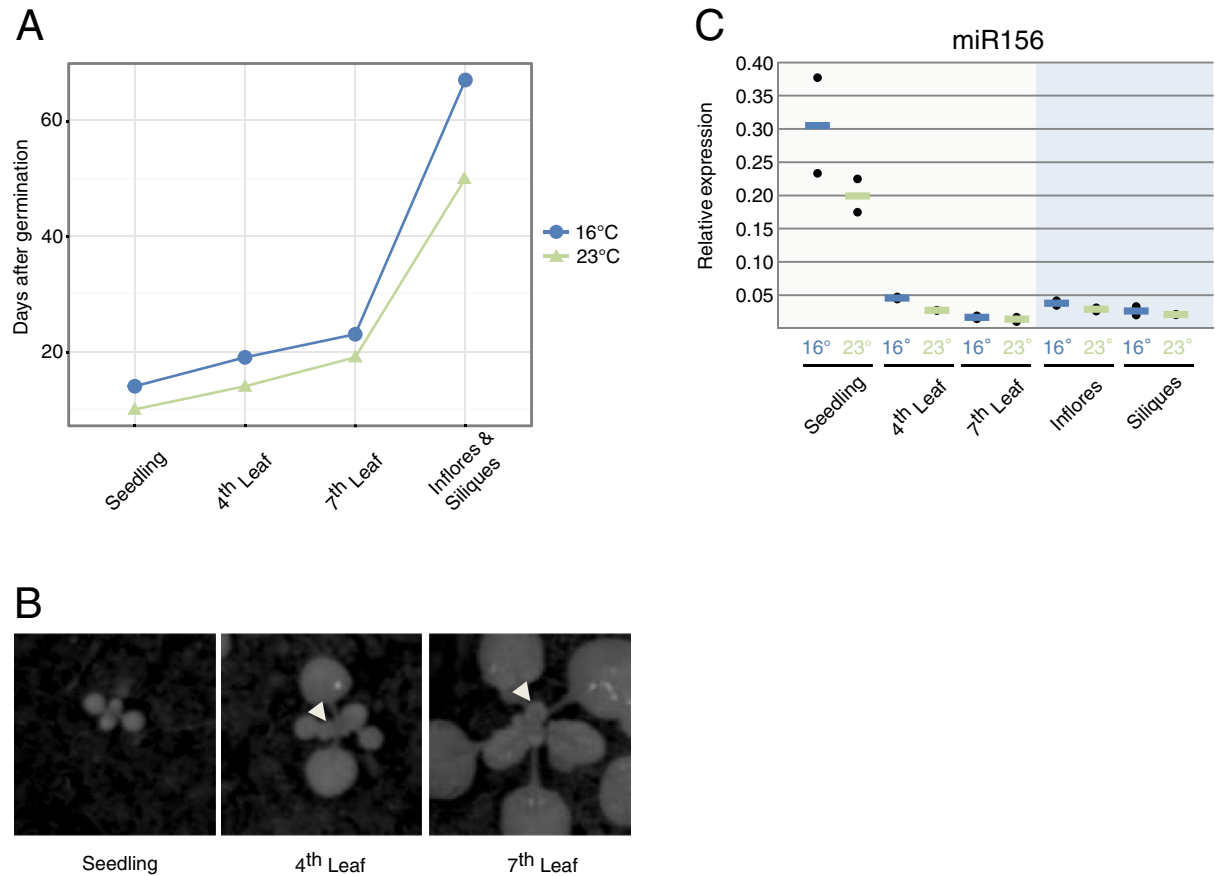 A
Days after germination
60
40
20
Seedling
4th Leaf
7th Leaf
Inflores &
Siliques
16°C
23°C
C
miR156
Relative expression
0.40
0.35
0.30
0.25
0.20
0.15
0.10
0.05
16° 23° 16° 23° 16° 23° 16° 23° 16° 23°
Seedling
4th Leaf
7th Leaf
Inflores
Siliques
B
Seedling
4th Leaf
7th Leaf